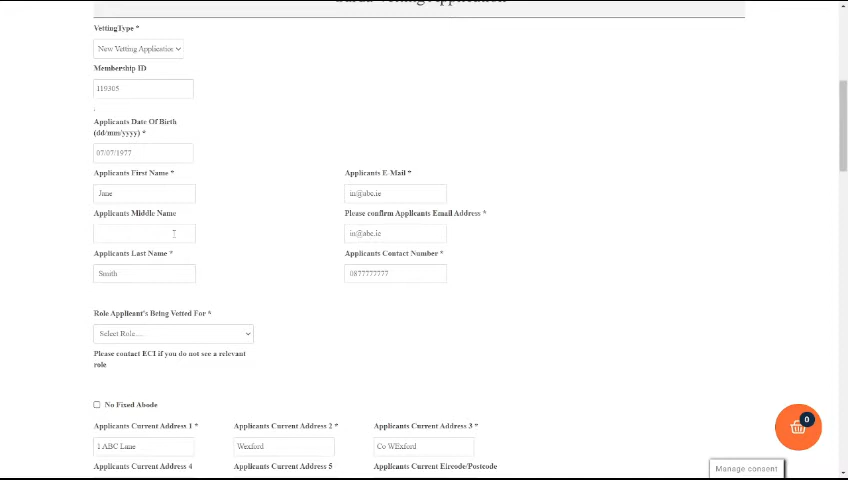 VettingType *
New Vetting Application
Membership ID
119305
Applicants Date Of Birth
(dd/mm/yyyy) *
07/07/1977
Applicants First Name *
Applicants E-Mail *
Jane
in@abc.ie
Applicants Middle Name
Please confirm Applicants Email Address *
in@abc.ie
Applicants Last Name *
Applicants Contact Number *
Smith
0877777777
Role Applicant's Being Vetted For *
Select Role....
Please contact ECI if you do not see a relevant
role
No Fixed Abode
Applicants Current Address 1 *
Applicants Current Address 2 *
Applicants Current Address 3 *
1 ABC Lane
Wexford
Co WExford
Applicants Current Address 4
Applicants Current Address 5
Applicants Current Eircode/Postcode
0
Manage consent